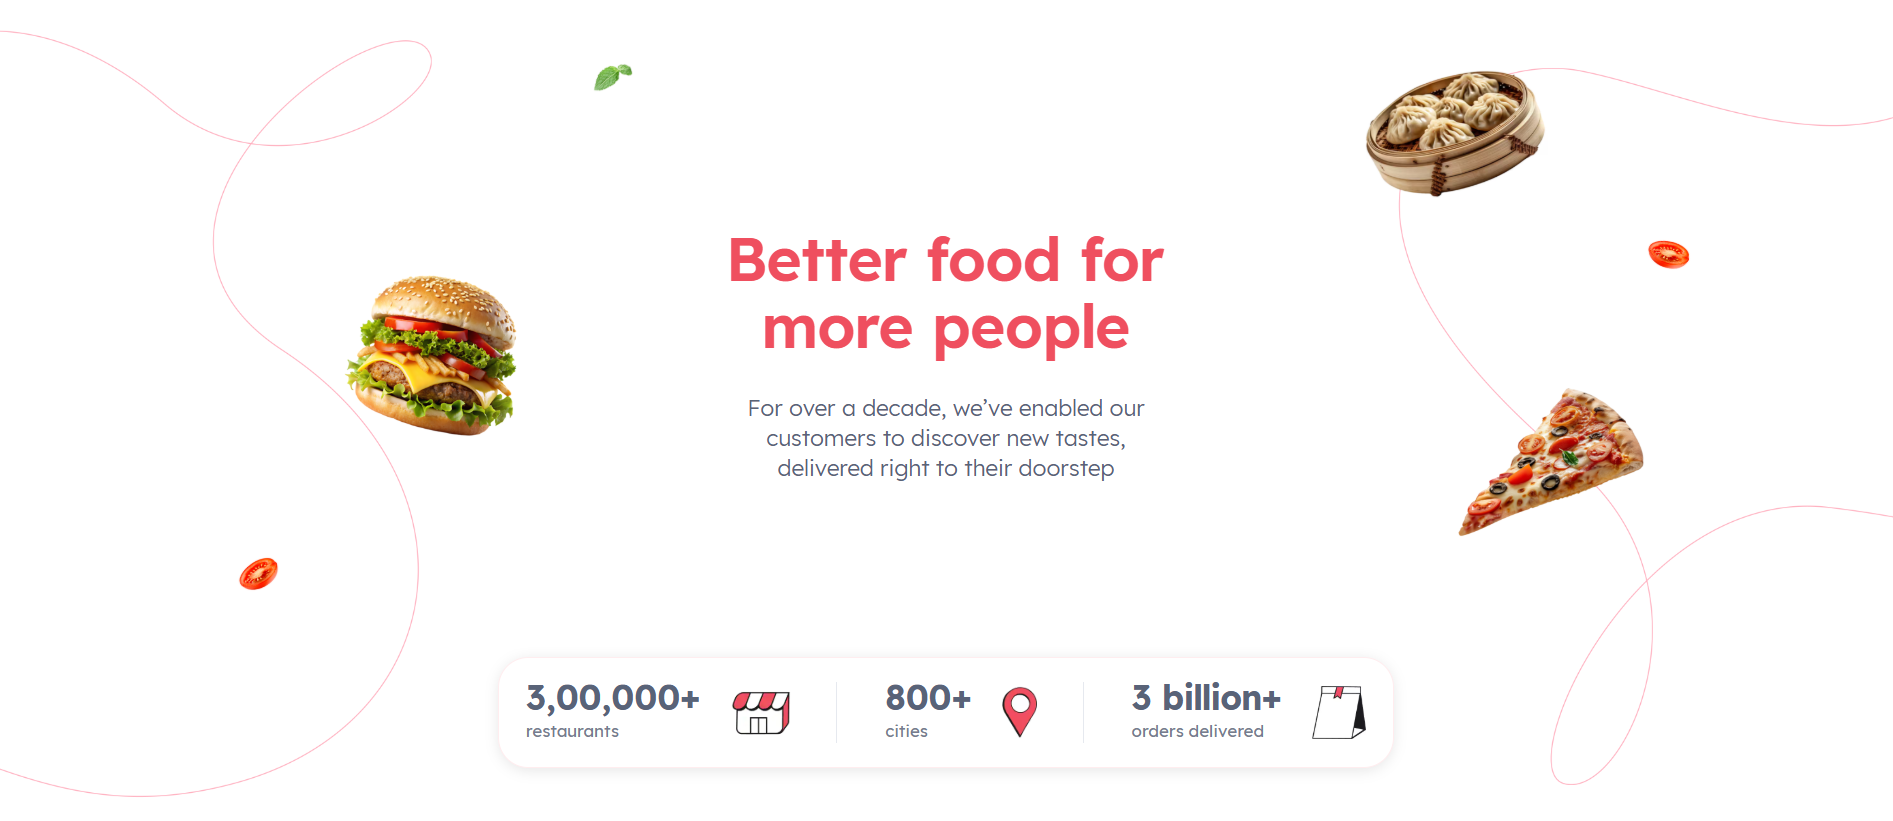 Better food for
more people
For over a decade, we’ve enabled our
customers to discover new tastes,
delivered right to their doorstep
3,00,000+
restaurants
800+
cities
3 billion+
orders delivered